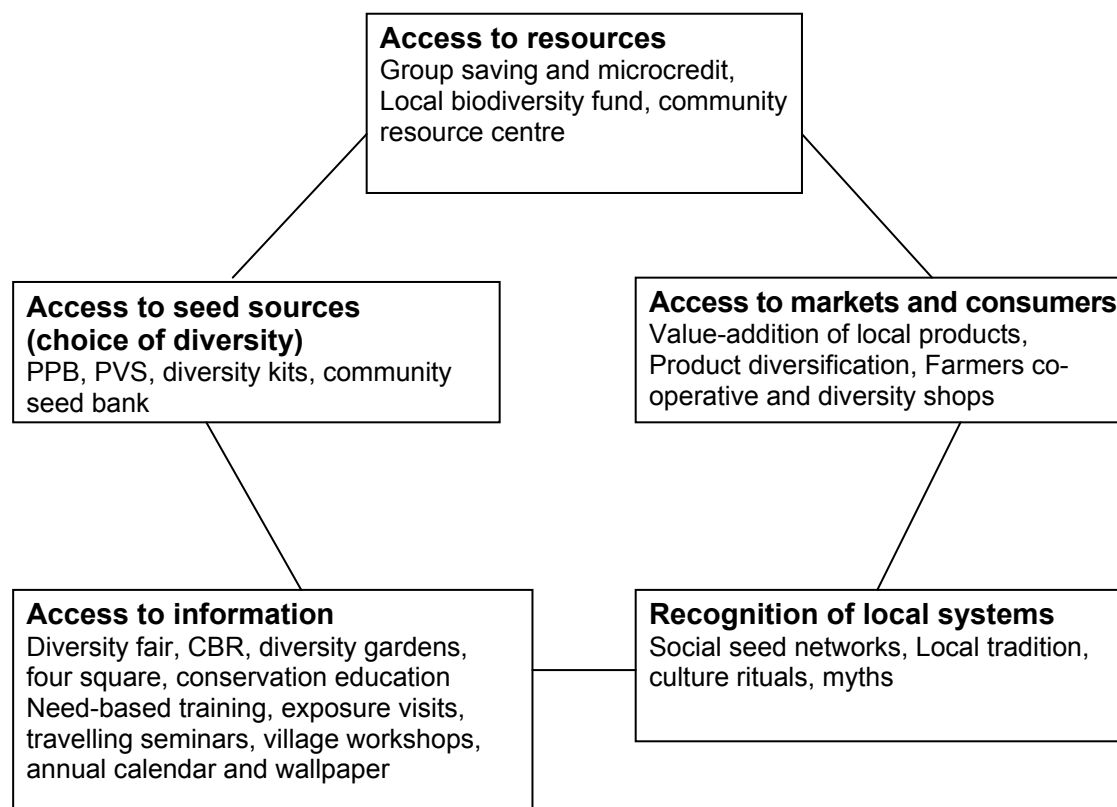 Access to resources
Group saving and microcredit,
Local biodiversity fund, community
resource centre
Access to seed sources
(choice of diversity)
PPB, PVS, diversity kits, community
seed bank
Access to markets and consumers
Value-addition of local products,
Product diversification, Farmers co-
operative and diversity shops
Access to information
Diversity fair, CBR, diversity gardens,
four square, conservation education
Need-based training, exposure visits,
travelling seminars, village workshops,
annual calendar and wallpaper
Recognition of local systems
Social seed networks, Local tradition,
culture rituals, myths